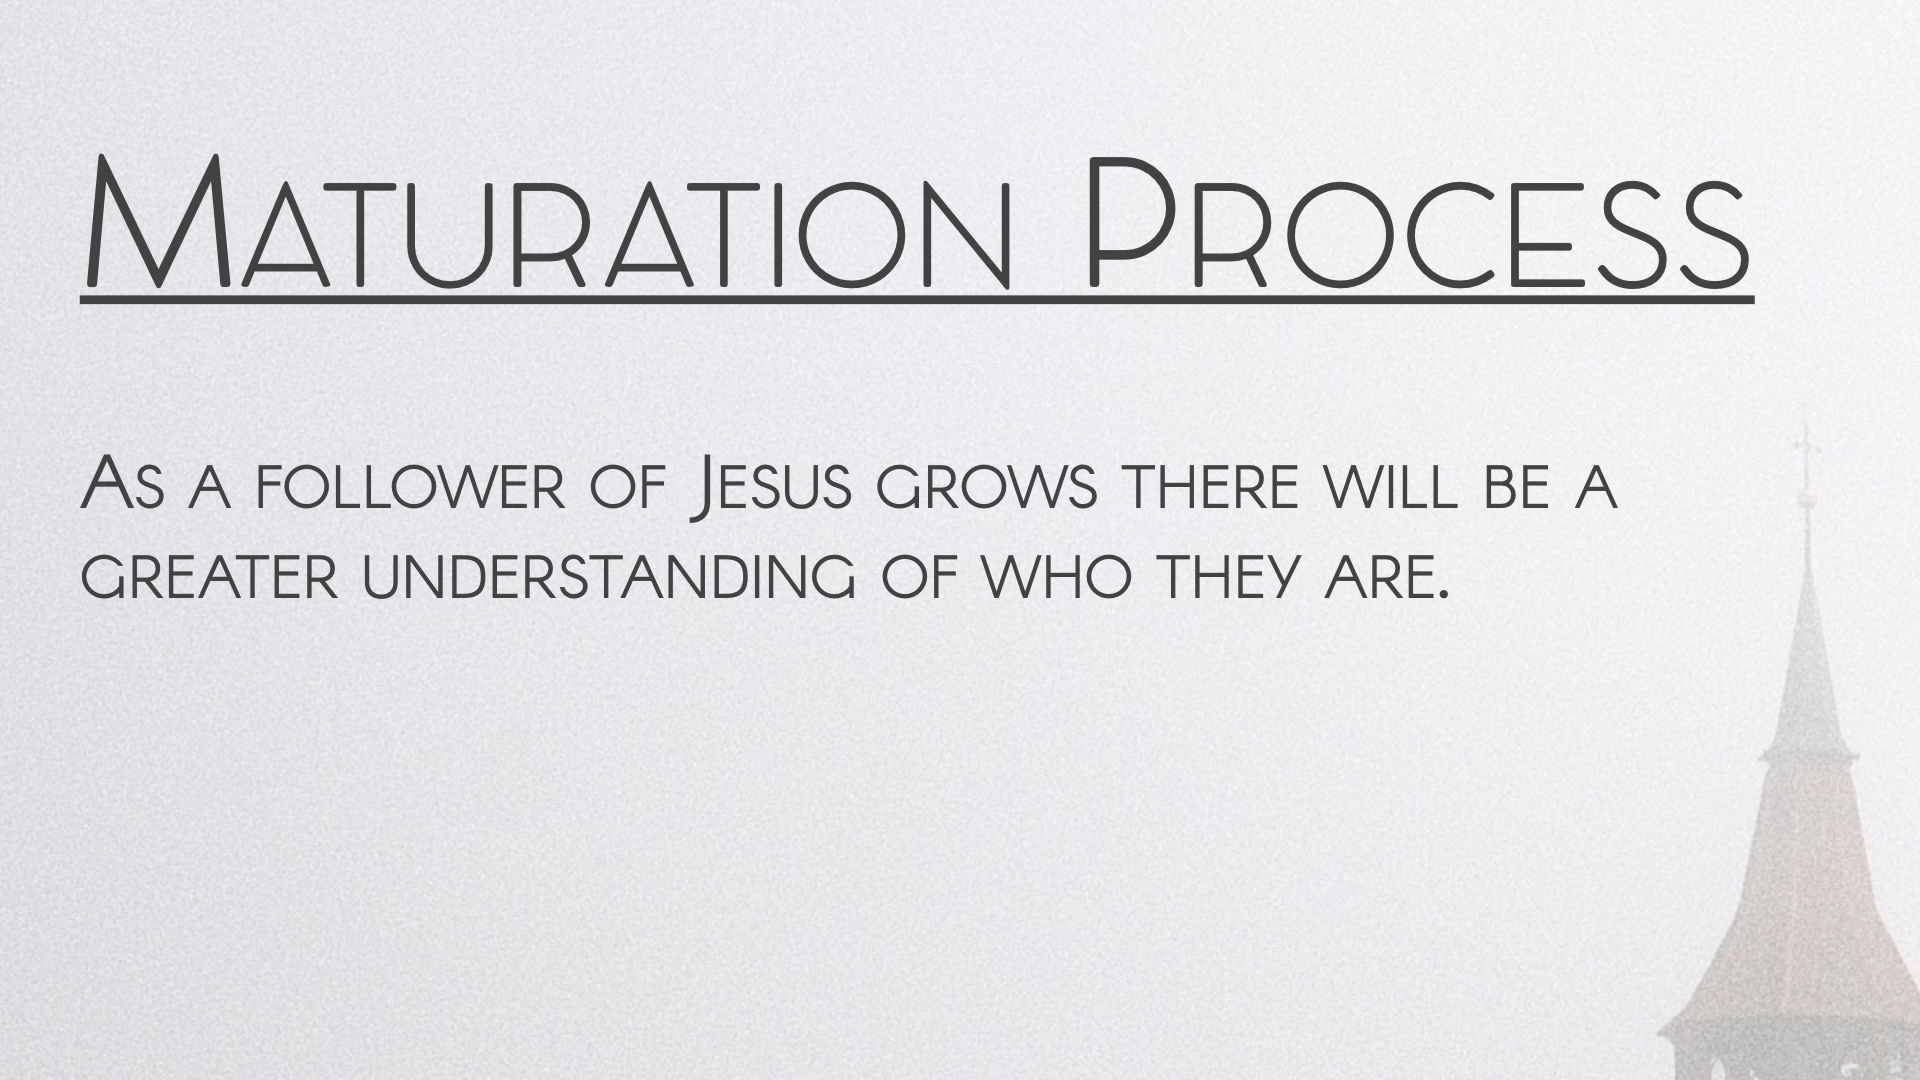 Maturation Process
As a follower of Jesus grows there will be a
greater understanding of who they are.